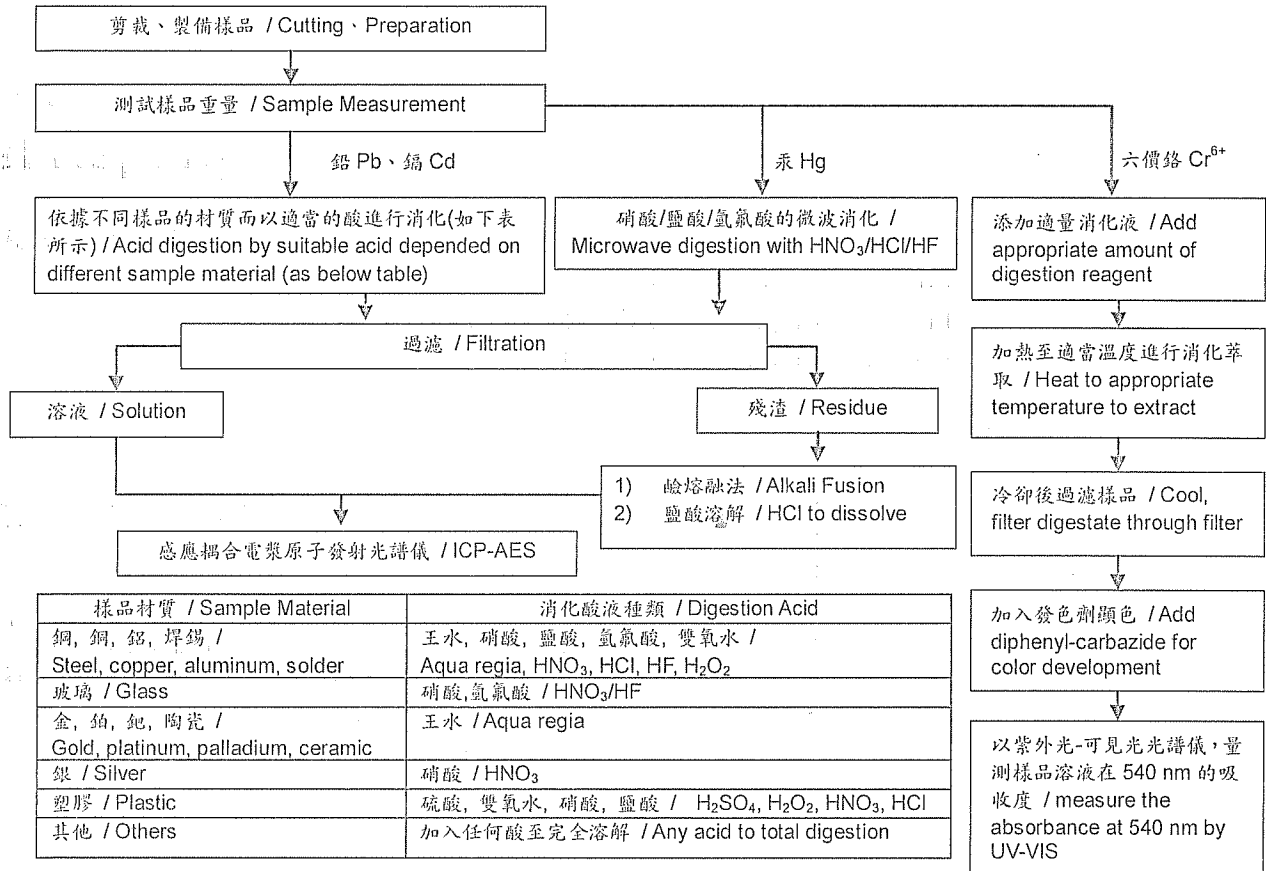 剪裁、製備樣品 / Cutting、Preparation
測試樣品重量 / Sample Measurement
鉛 Pb、鎘 Cd
汞 Hg
六價鉻 Cr⁶⁺
依據不同樣品的材質而以適當的酸進行消化(如下表
所示) / Acid digestion by suitable acid depended on
different sample material (as below table)
硝酸/鹽酸/氫氟酸的微波消化 /
Microwave digestion with HNO₃/HCl/HF
添加適量消化液 / Add
appropriate amount of
digestion reagent
過濾 / Filtration
加熱至適當溫度進行消化萃
取 / Heat to appropriate
temperature to extract
溶液 / Solution
殘渣 / Residue
1) 鹼熔融法 / Alkali Fusion
2) 鹽酸溶解 / HCl to dissolve
冷卻後過濾樣品 / Cool,
filter digestate through filter
感應耦合電漿原子發射光譜儀 / ICP-AES
加入發色劑顯色 / Add
diphenyl-carbazide for
color development
樣品材質 / Sample Material
消化酸液種類 / Digestion Acid
鋼, 銅, 鋁, 焊錫 /
Steel, copper, aluminum, solder
王水, 硝酸, 鹽酸, 氫氟酸, 雙氧水 /
Aqua regia, HNO₃, HCl, HF, H₂O₂
玻璃 / Glass
硝酸,氫氟酸 / HNO₃/HF
金, 鉑, 鈀, 陶瓷 /
Gold, platinum, palladium, ceramic
王水 / Aqua regia
銀 / Silver
硝酸 / HNO₃
塑膠 / Plastic
硫酸, 雙氧水, 硝酸, 鹽酸 / H₂SO₄, H₂O₂, HNO₃, HCl
其他 / Others
加入任何酸至完全溶解 / Any acid to total digestion
以紫外光-可見光光譜儀，量
測樣品溶液在 540 nm 的吸
收度 / measure the
absorbance at 540 nm by
UV-VIS